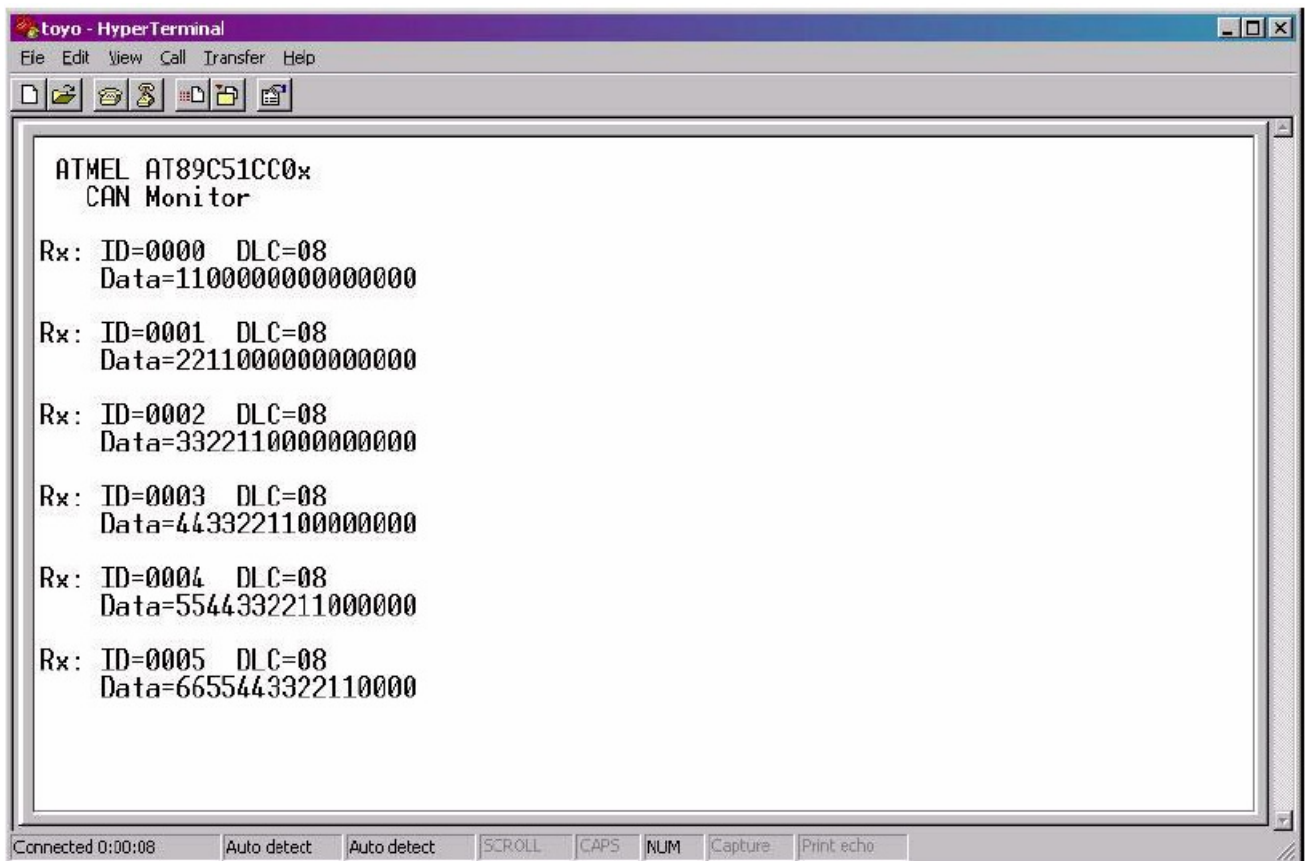 toyo - HyperTerminal
File Edit View Call Transfer Help
ATMEL AT89C51CC0x
CAN Monitor
Rx: ID=0000 DLC=08
Data=1100000000000000
Rx: ID=0001 DLC=08
Data=2211000000000000
Rx: ID=0002 DLC=08
Data=3322110000000000
Rx: ID=0003 DLC=08
Data=4433221100000000
Rx: ID=0004 DLC=08
Data=5544332211000000
Rx: ID=0005 DLC=08
Data=6655443322110000
Connected 0:00:08 Auto detect Auto detect SCROLL CAPS NUM Capture Print echo